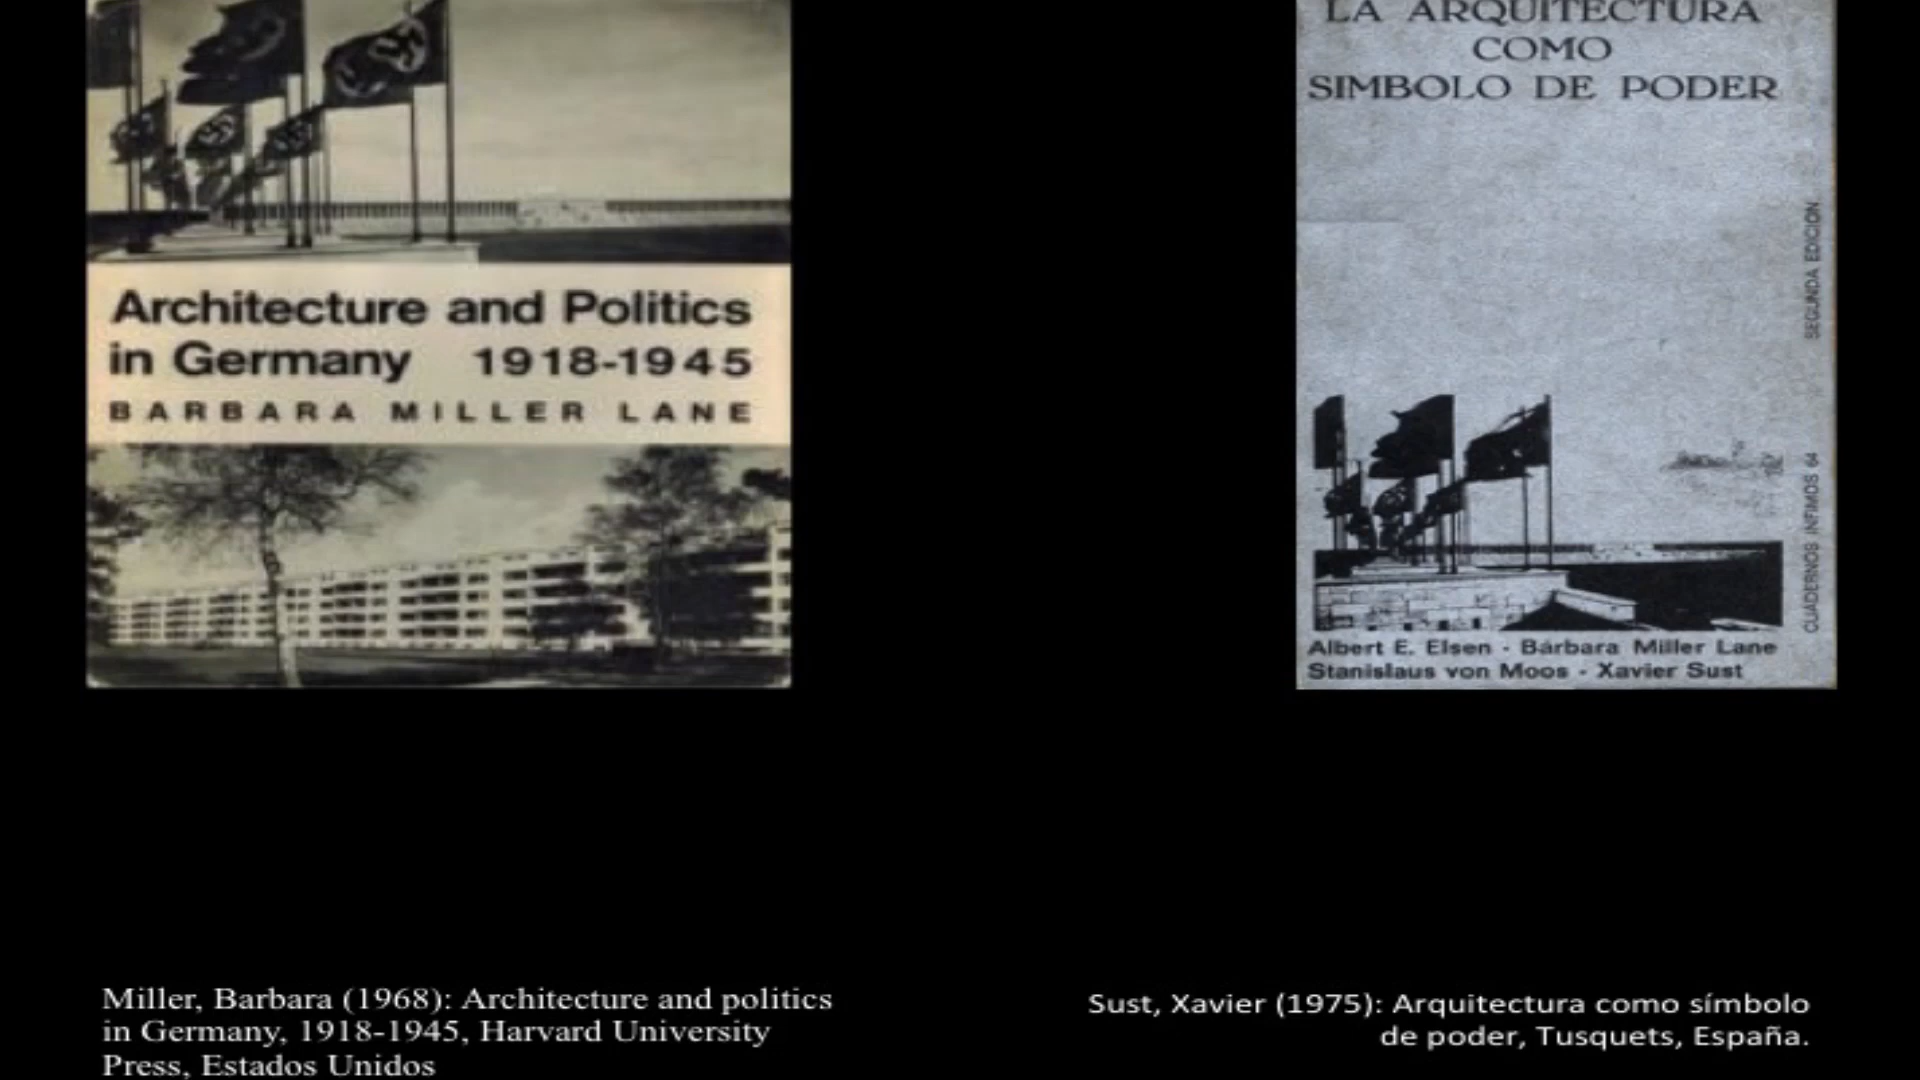 Architecture and Politics
in Germany 1918-1945
BARBARA MILLER LANE
LA ARQUITECTURA
COMO
SIMBOLO DE PODER
SEGUNDA EDICION
CUADERNOS INFIMOS 64
Albert E. Elsen · Bárbara Miller Lane
Stanislaus von Moos - Xavier Sust
Miller, Barbara (1968): Architecture and politics
in Germany, 1918-1945, Harvard University
Press, Estados Unidos
Sust, Xavier (1975): Arquitectura como símbolo
de poder, Tusquets, España.